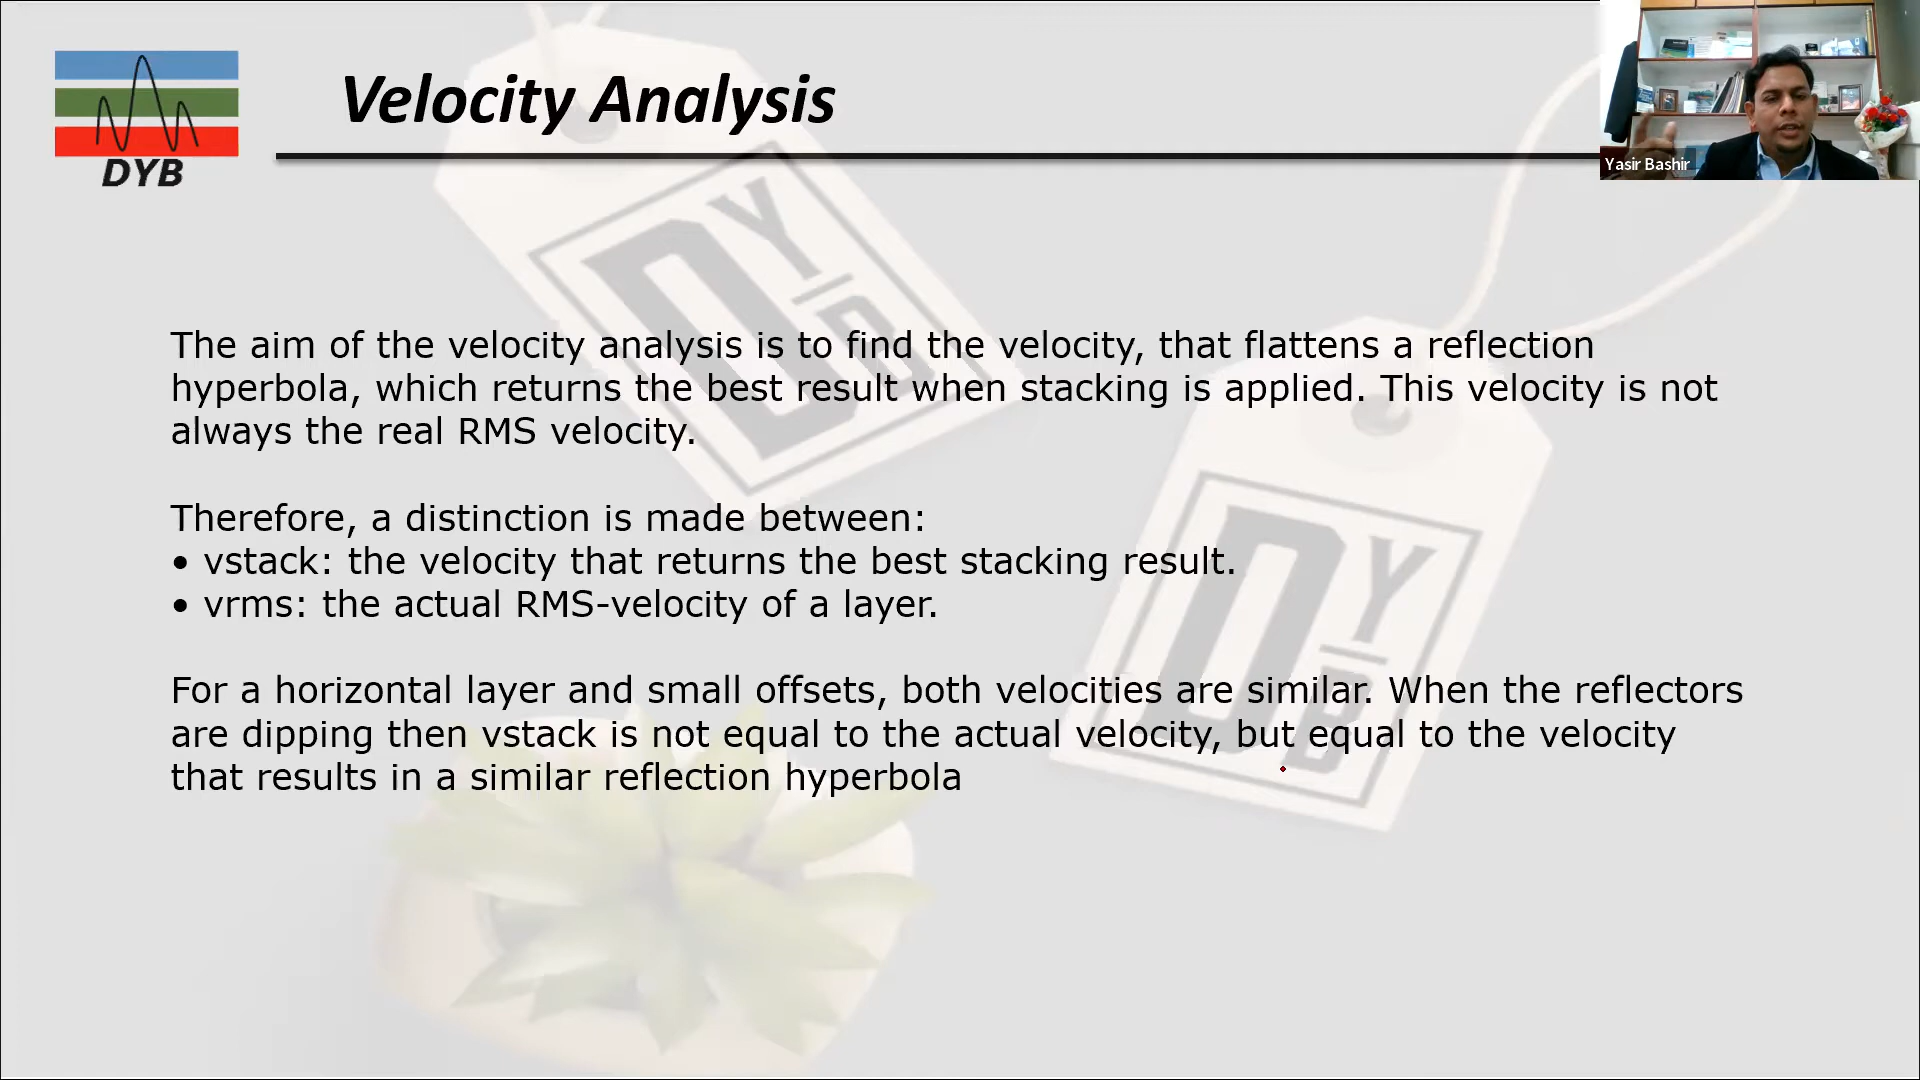 Velocity Analysis
DYB
Yasir Bashir
DYB
The aim of the velocity analysis is to find the velocity, that flattens a reflection
hyperbola, which returns the best result when stacking is applied. This velocity is not
always the real RMS velocity.
Therefore, a distinction is made between:
• vstack: the velocity that returns the best stacking result.
• vrms: the actual RMS-velocity of a layer.
DYB
For a horizontal layer and small offsets, both velocities are similar. When the reflectors
are dipping then vstack is not equal to the actual velocity, but equal to the velocity
that results in a similar reflection hyperbola